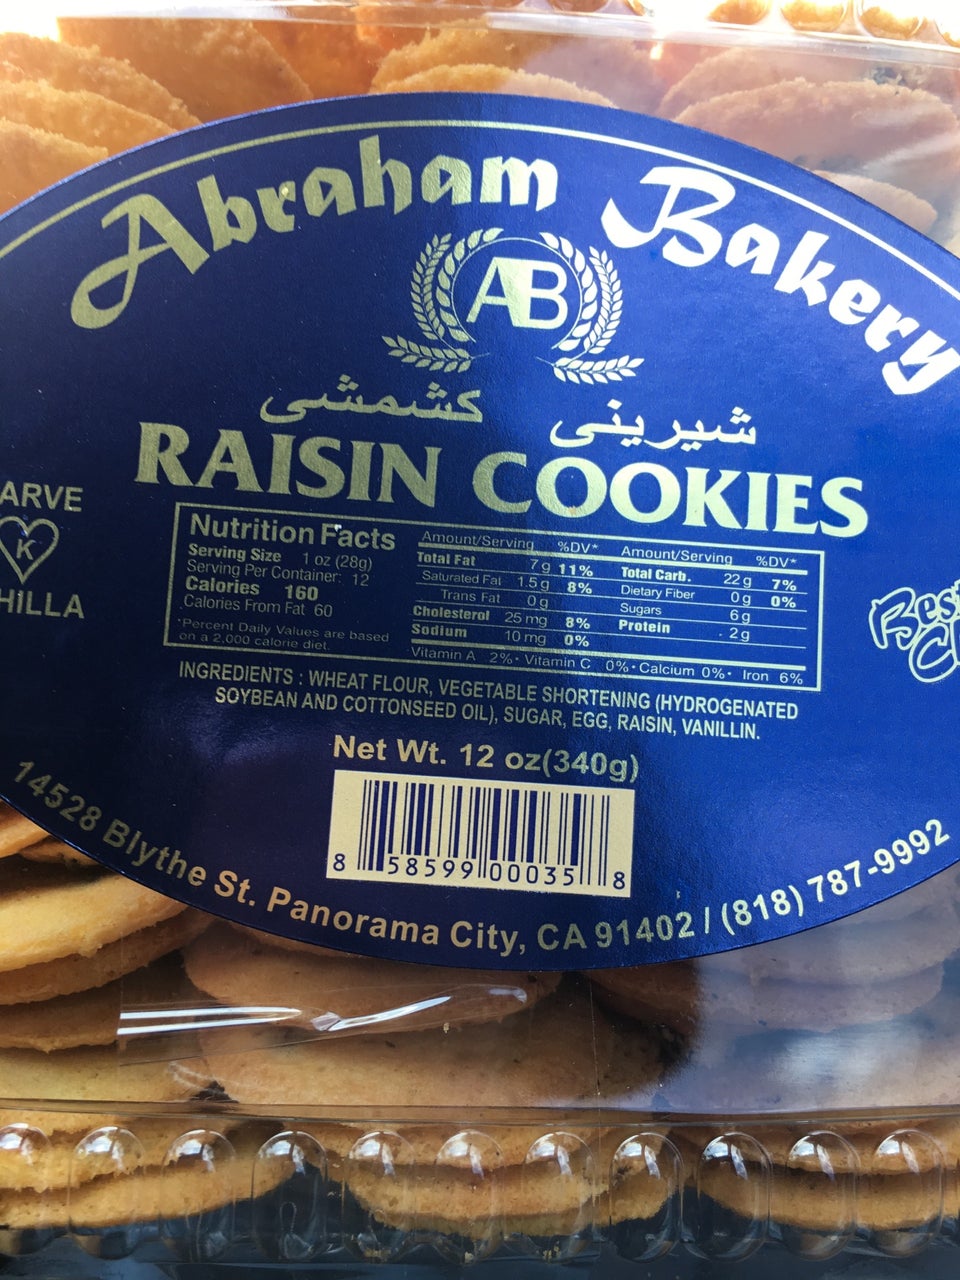 Abraham Bakery
AB
شیرینی کشمشی
RAISIN COOKIES
ARVE
K
HILLA
Nutrition Facts
Serving Size 1 oz (28g)
Serving Per Container: 12
Calories 160
Calories From Fat 60
*Percent Daily Values are based
on a 2.000 calorie diet.
Amount/Serving %DV*
Total Fat 7g 11%
Saturated Fat 1.5g 8%
Trans Fat 0g
Cholesterol 25 mg 8%
Sodium 10 mg 0%
Amount/Serving %DV*
Total Carb. 22g 7%
Dietary Fiber 0g 0%
Sugars 6g
Protein 2g
Vitamin A 2% • Vitamin C 0% • Calcium 0% • Iron 6%
INGREDIENTS : WHEAT FLOUR, VEGETABLE SHORTENING (HYDROGENATED
SOYBEAN AND COTTONSEED OIL), SUGAR, EGG, RAISIN, VANILLIN.
Net Wt. 12 oz(340g)
8 58599 00035 8
14528 Blythe St. Panorama City, CA 91402 / (818) 787-9992